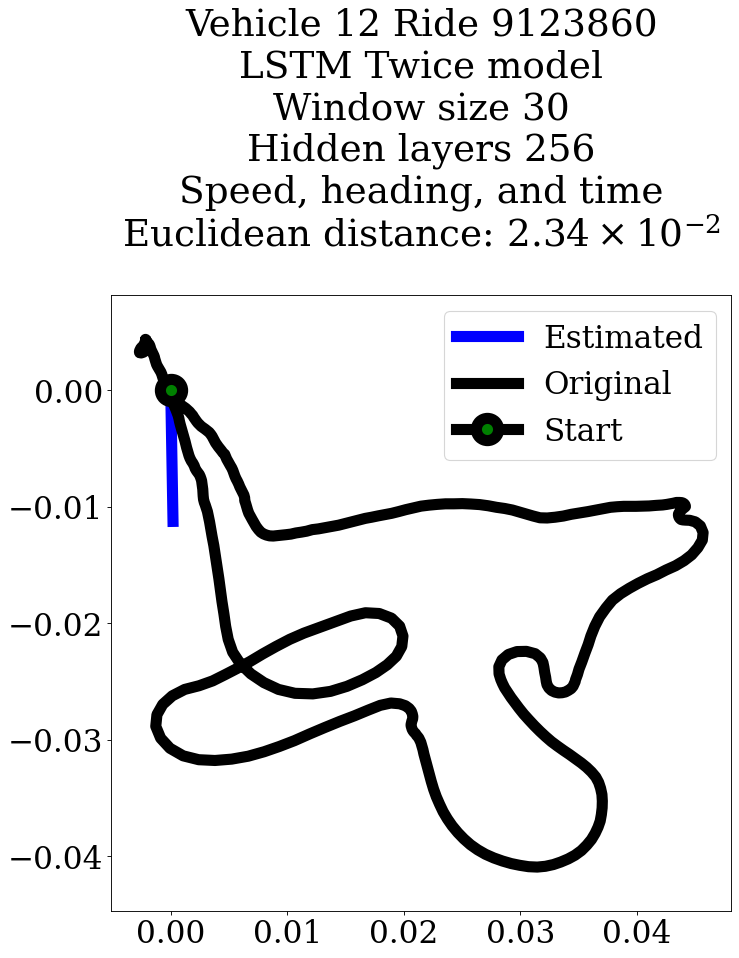 Vehicle 12 Ride 9123860
LSTM Twice model
Window size 30
Hidden layers 256
Speed, heading, and time
Euclidean distance: 2.34 × 10⁻²
Estimated
Original
Start
0.00
−0.01
−0.02
−0.03
−0.04
0.00 0.01 0.02 0.03 0.04